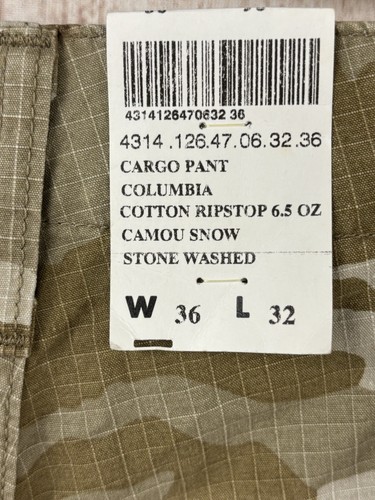 4314126470632 36
4314.126.47.06.32.36
CARGO PANT
COLUMBIA
COTTON RIPSTOP 6.5 OZ
CAMOU SNOW
STONE WASHED
W 36 L 32